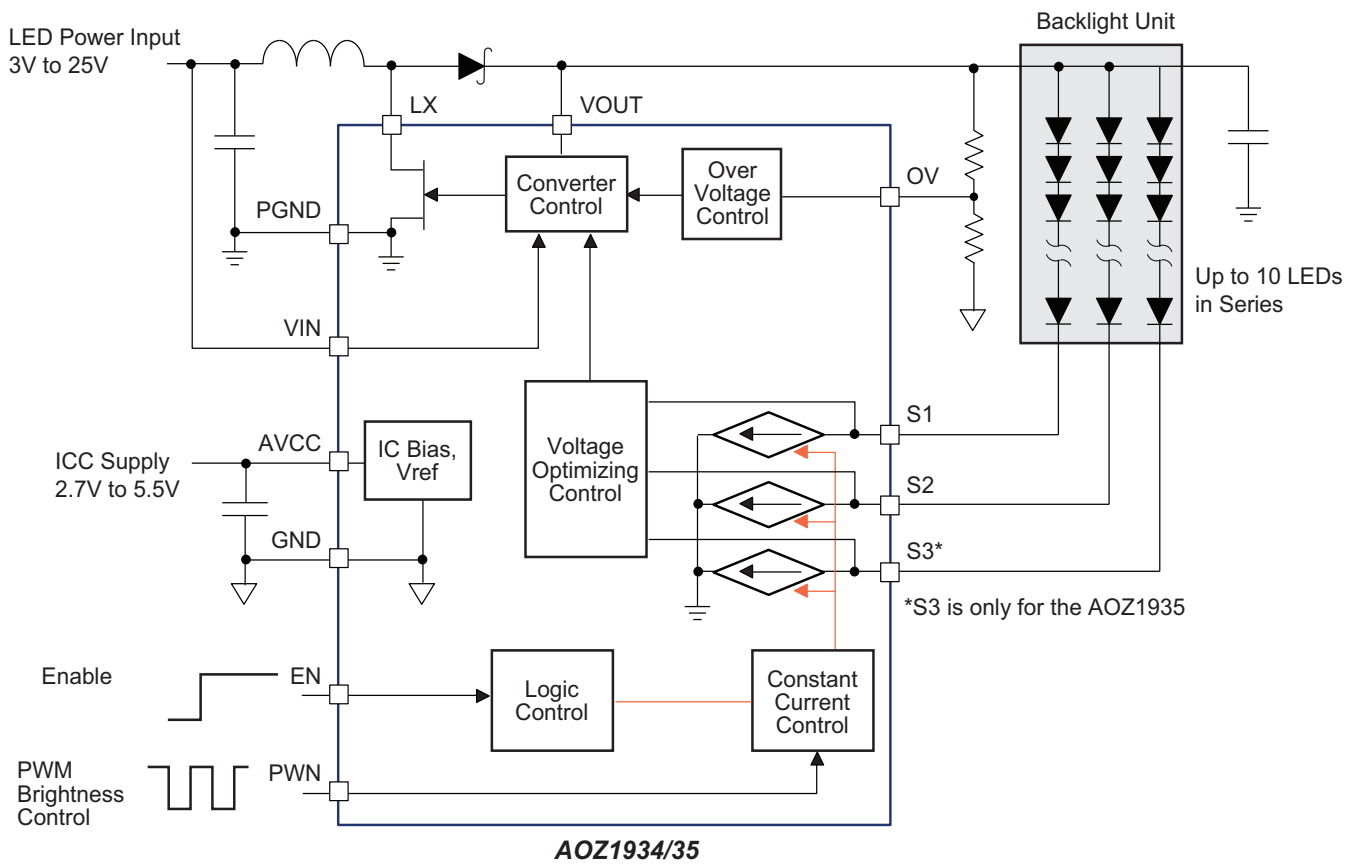 Backlight Unit
LED Power Input
3V to 25V
LX
VOUT
Converter
Control
Over
Voltage
Control
OV
PGND
Up to 10 LEDs
in Series
VIN
AVCC
ICC Supply
2.7V to 5.5V
IC Bias,
Vref
GND
Voltage
Optimizing
Control
S1
S2
S3*
*S3 is only for the AOZ1935
Enable
EN
Logic
Control
Constant
Current
Control
PWM
Brightness
Control
PWN
AOZ1934/35